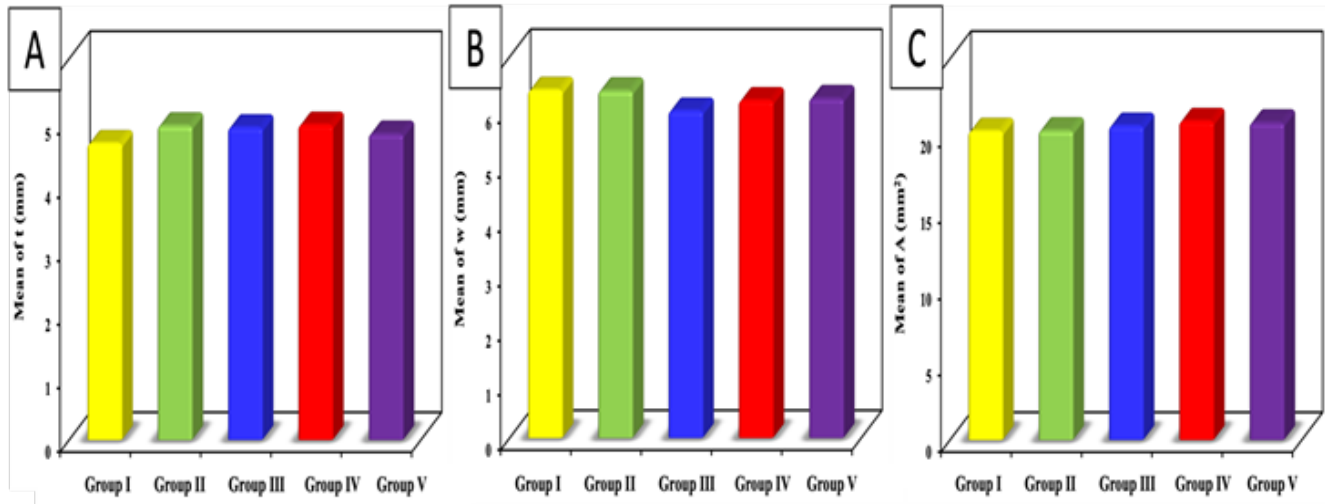 A
Mean of t (mm)
5
4
3
2
1
0
Group I Group II Group III Group IV Group V
B
Mean of w (mm)
6
5
4
3
2
1
0
Group I Group II Group III Group IV Group V
C
Mean of A (mm²)
20
15
10
5
0
Group I Group II Group III Group IV Group V